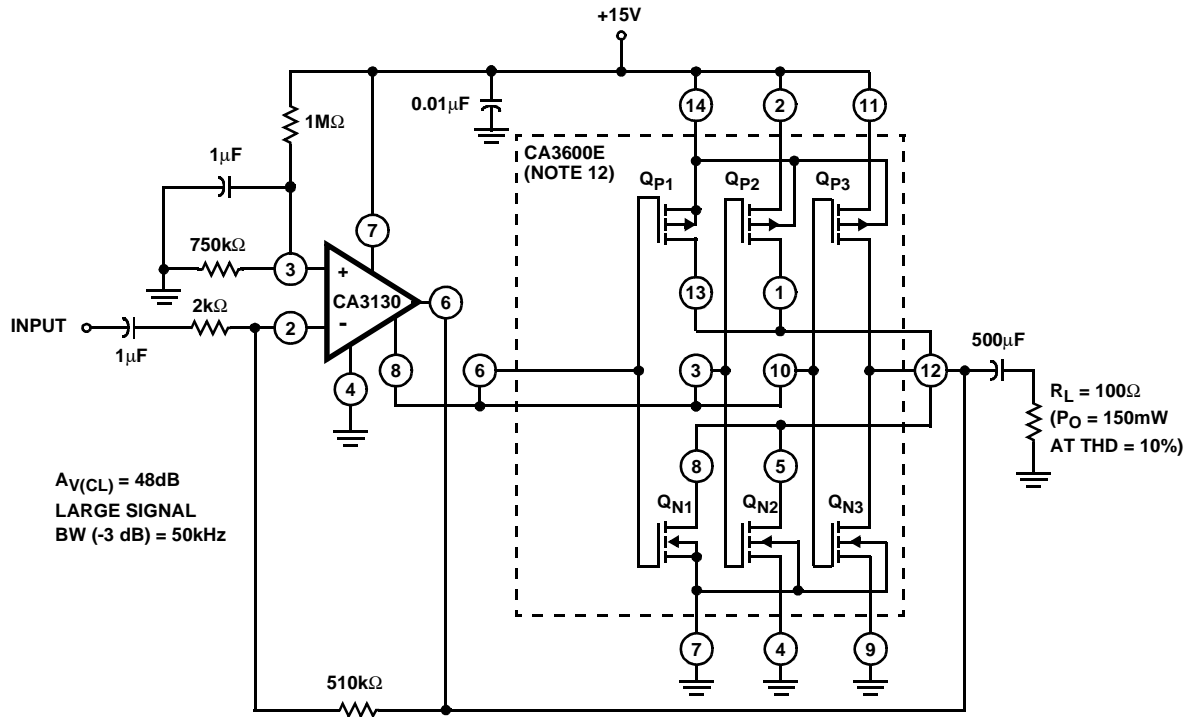 +15V
0.01μF
14
2
11
1MΩ
CA3600E
(NOTE 12)
1μF
QP1
QP2
QP3
7
750kΩ
3
+
CA3130
6
13
1
2kΩ
INPUT
2
-
1μF
500μF
4
8
6
3
10
12
RL = 100Ω
(PO = 150mW
AT THD = 10%)
AV(CL) = 48dB
LARGE SIGNAL
BW (-3 dB) = 50kHz
8
5
QN1
QN2
QN3
7
4
9
510kΩ